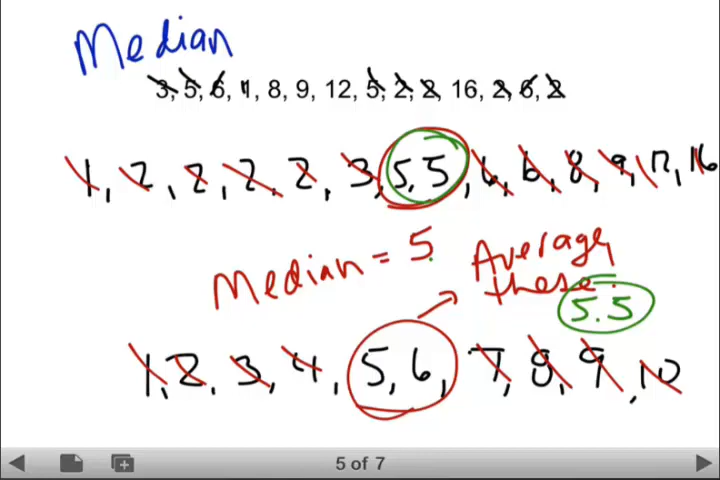 Median
3, 5, 6, 1, 8, 9, 12, 5, 2, 2, 16, 2, 6, 2
1, 2, 2, 2, 2, 3, 5, 5, 6, 6, 8, 9, 12, 16
Median = 5
Average
these.
5.5
1, 2, 3, 4, 5, 6, 7, 8, 9, 10
5 of 7